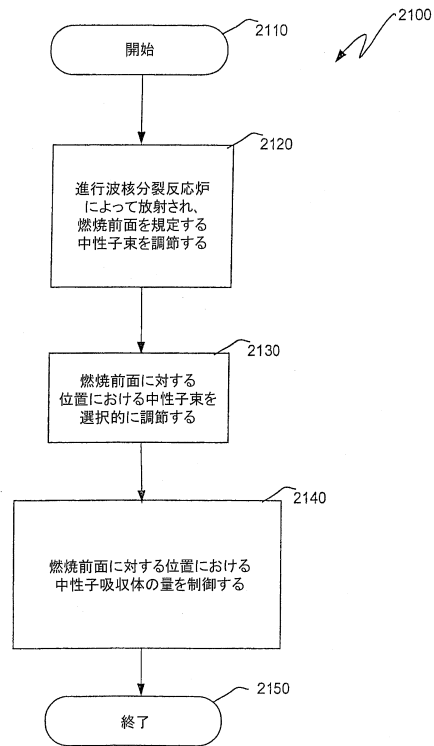 2100
2110
開始
2120
進行波核分裂反応炉
によって放射され、
燃焼前面を規定する
中性子束を調節する
2130
燃焼前面に対する
位置における中性子束を
選択的に調節する
2140
燃焼前面に対する位置における
中性子吸収体の量を制御する
2150
終了